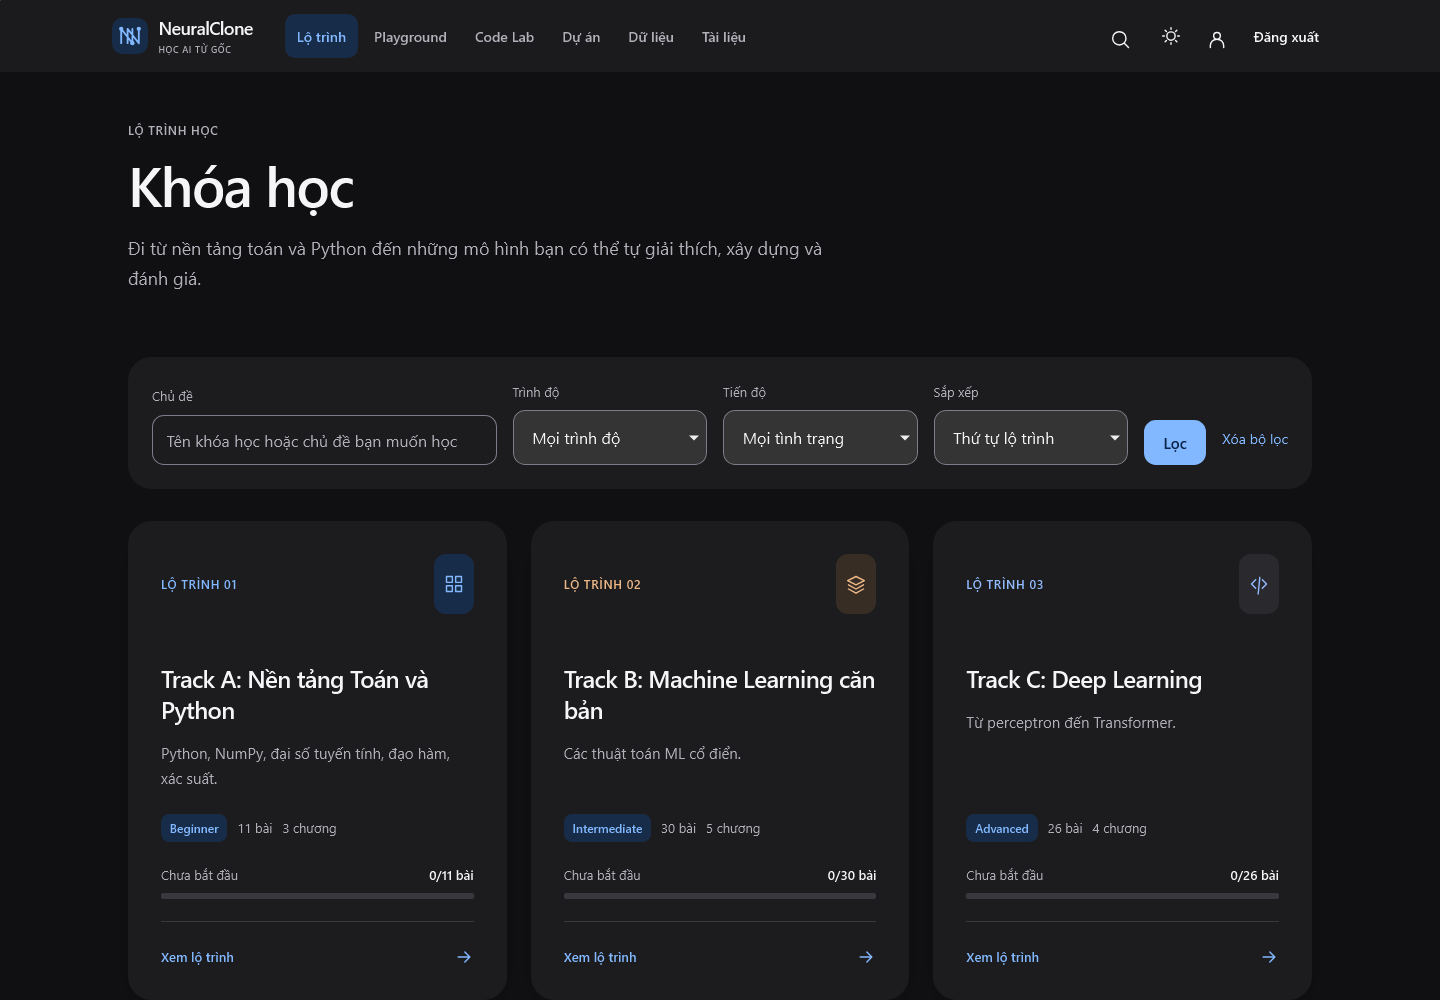 NeuralClone
HỌC AI TỪ GỐC
Lộ trình
Playground
Code Lab
Dự án
Dữ liệu
Tài liệu
Đăng xuất
LỘ TRÌNH HỌC
Khóa học
Đi từ nền tảng toán và Python đến những mô hình bạn có thể tự giải thích, xây dựng và
đánh giá.
Chủ đề
Tên khóa học hoặc chủ đề bạn muốn học
Trình độ
Mọi trình độ
Tiến độ
Mọi tình trạng
Sắp xếp
Thứ tự lộ trình
Lọc
Xóa bộ lọc
LỘ TRÌNH 01
Track A: Nền tảng Toán và
Python
Python, NumPy, đại số tuyến tính, đạo hàm,
xác suất.
Beginner 11 bài 3 chương
Chưa bắt đầu 0/11 bài
Xem lộ trình
LỘ TRÌNH 02
Track B: Machine Learning căn
bản
Các thuật toán ML cổ điển.
Intermediate 30 bài 5 chương
Chưa bắt đầu 0/30 bài
Xem lộ trình
LỘ TRÌNH 03
Track C: Deep Learning
Từ perceptron đến Transformer.
Advanced 26 bài 4 chương
Chưa bắt đầu 0/26 bài
Xem lộ trình